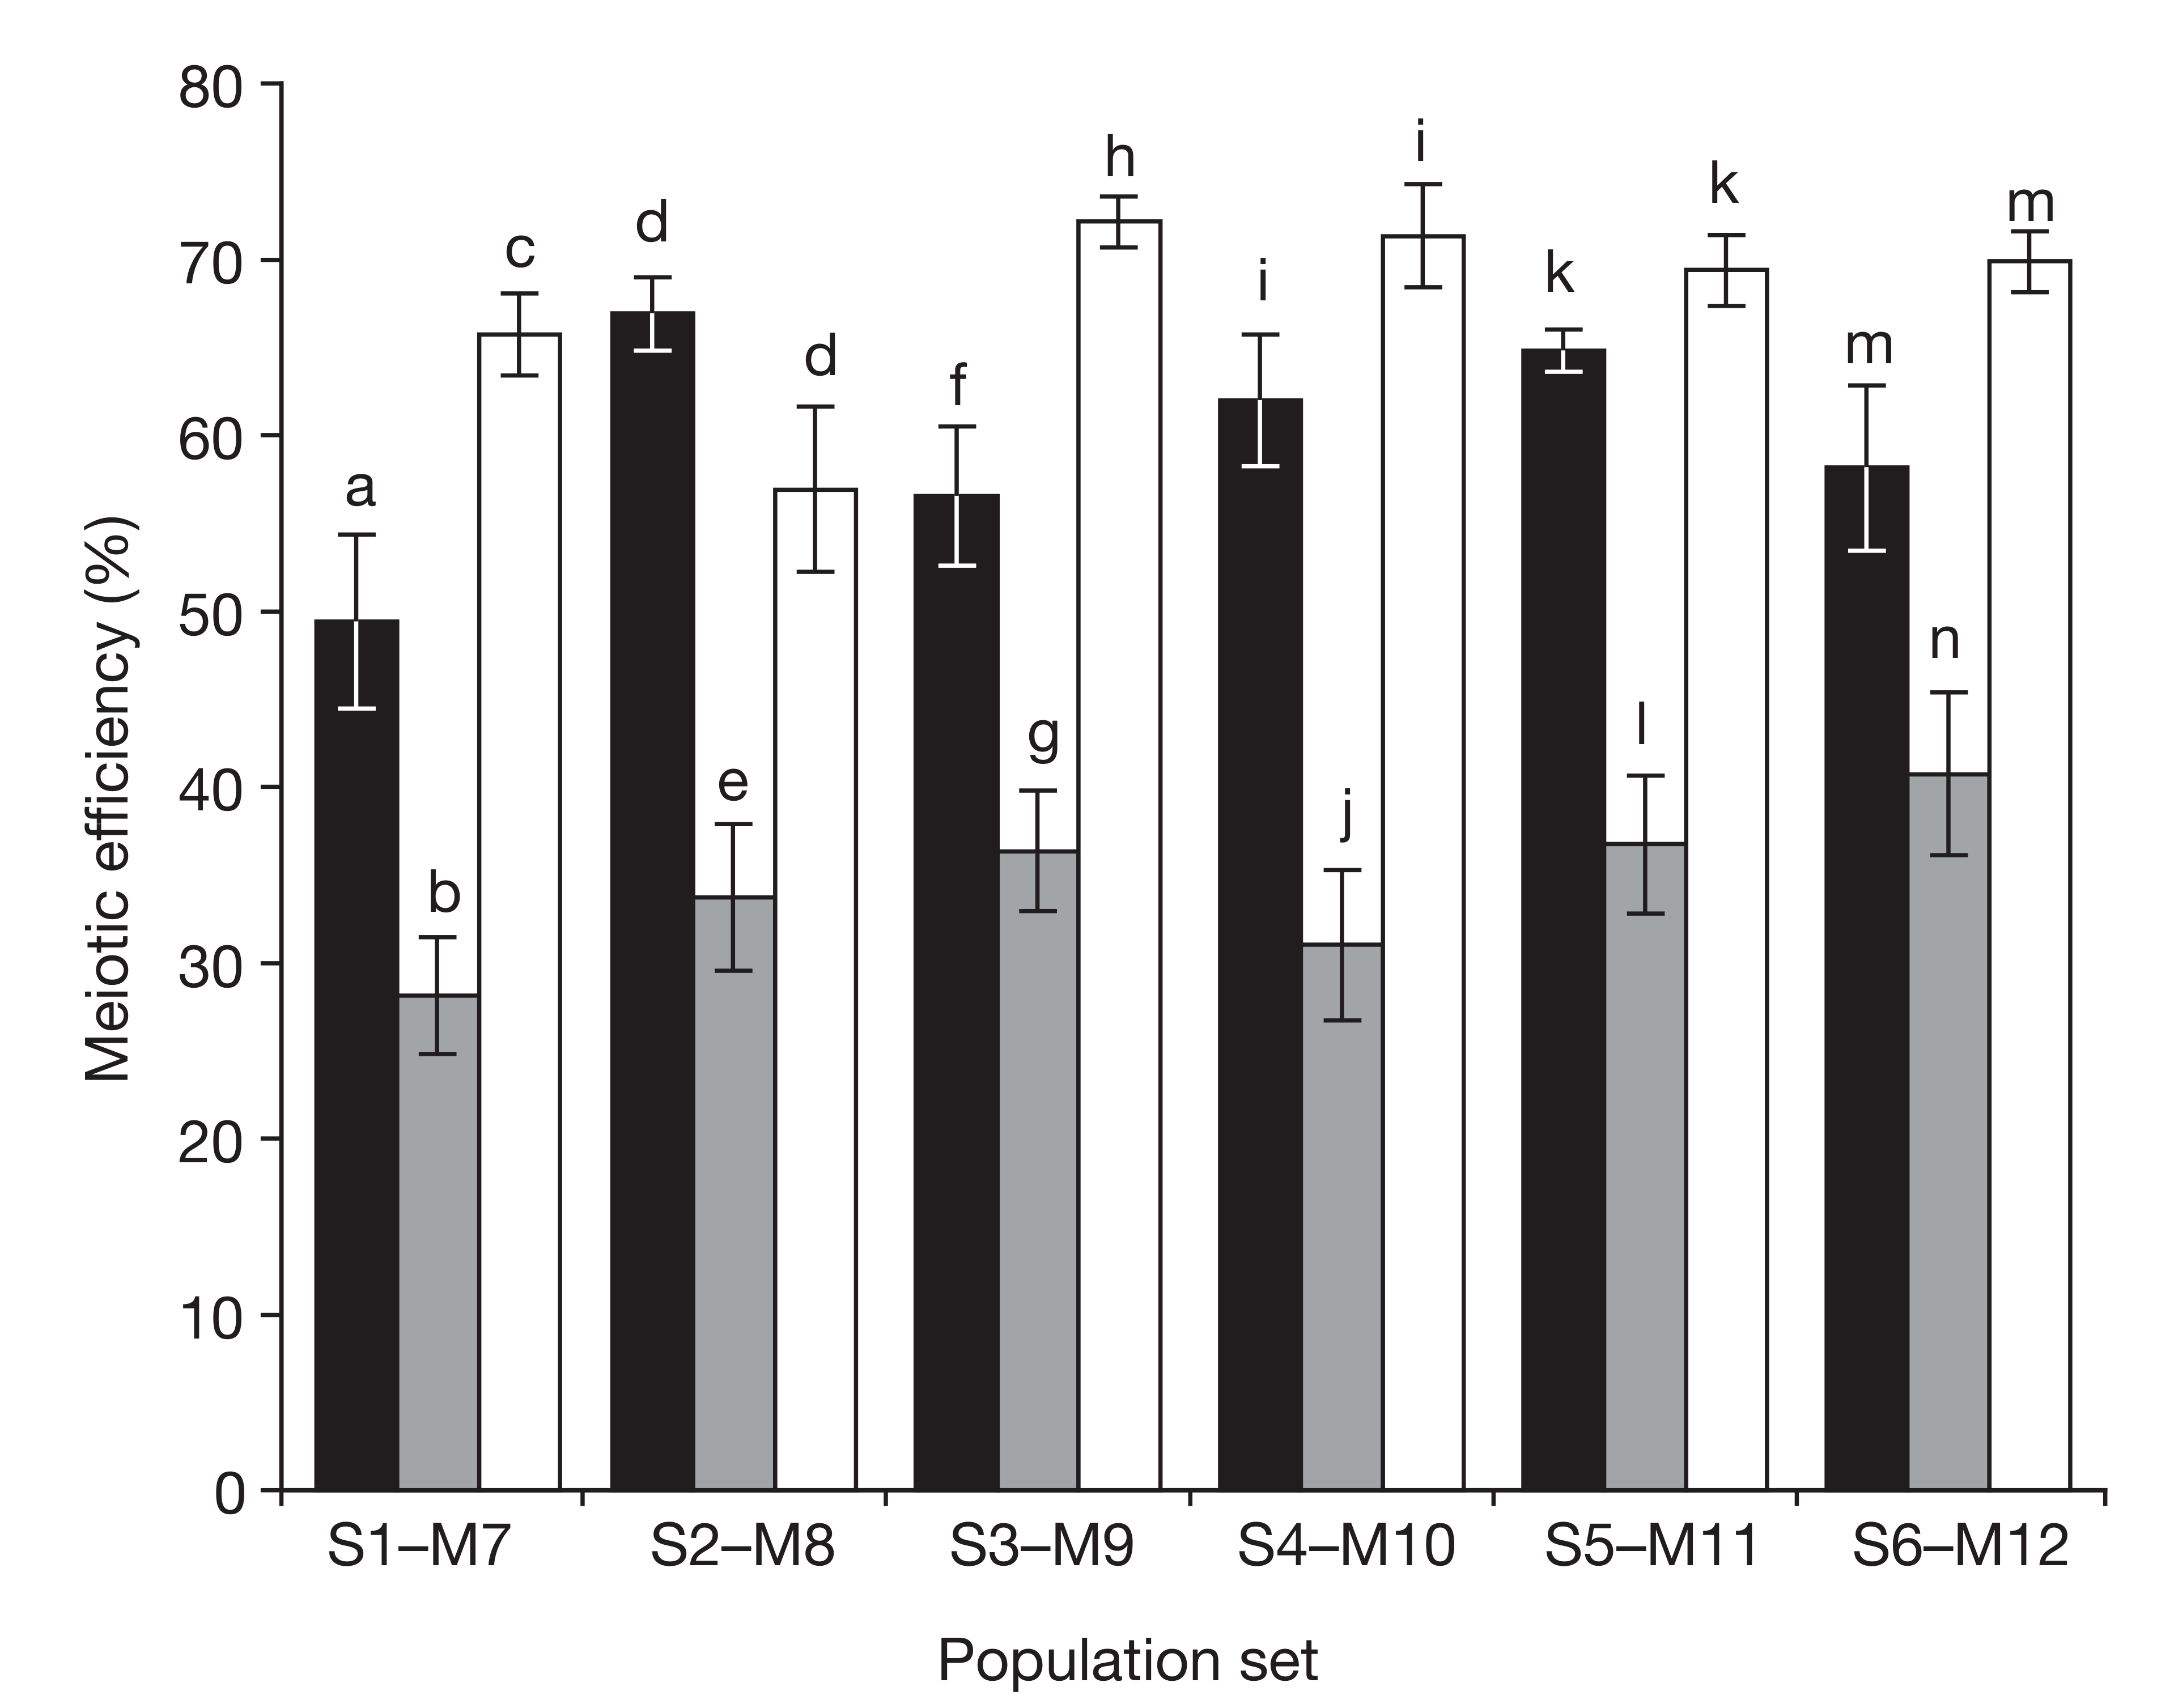 80
70
60
50
40
30
20
10
0
Meiotic efficiency (%)
a
b
c
d
e
d
f
g
h
i
j
i
k
l
k
m
n
m
S1–M7
S2–M8
S3–M9
S4–M10
S5–M11
S6–M12
Population set